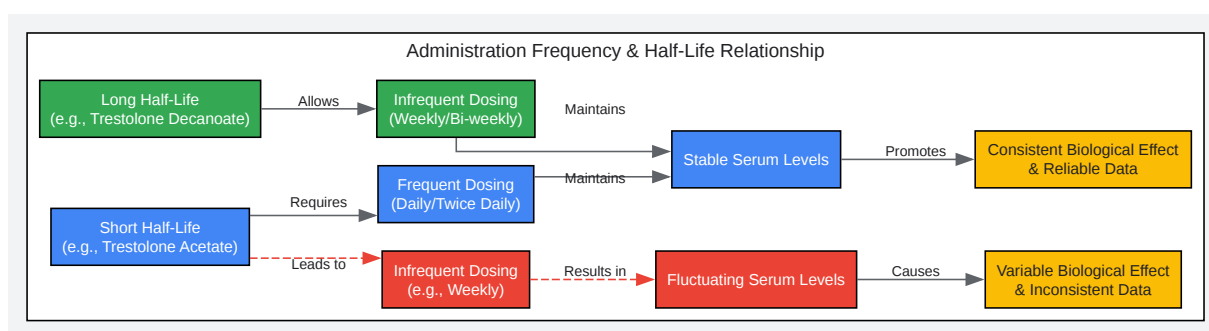 Administration Frequency & Half-Life Relationship
Long Half-Life
(e.g., Trestolone Decanoate)
Allows
Infrequent Dosing
(Weekly/Bi-weekly)
Maintains
Stable Serum Levels
Promotes
Consistent Biological Effect
& Reliable Data
Short Half-Life
(e.g., Trestolone Acetate)
Requires
Frequent Dosing
(Daily/Twice Daily)
Maintains
Leads to
Infrequent Dosing
(e.g., Weekly)
Results in
Fluctuating Serum Levels
Causes
Variable Biological Effect
& Inconsistent Data